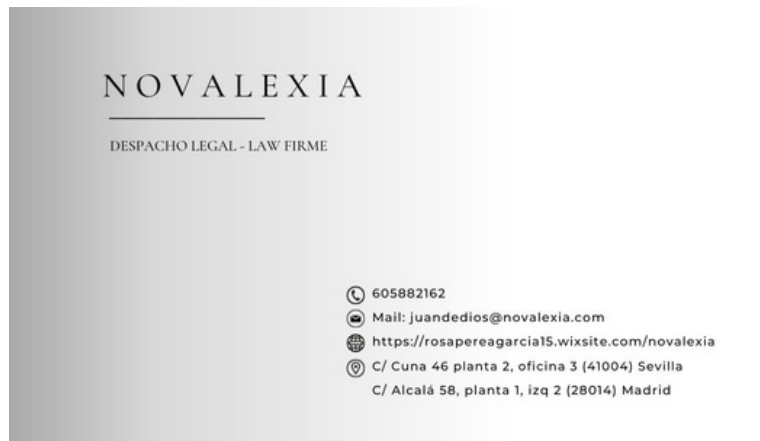 NOVALEXIA
DESPACHO LEGAL - LAW FIRME
605882162
Mail: juandedios@novalexia.com
https://rosapereagarcia15.wixsite.com/novalexia
C/ Cuna 46 planta 2, oficina 3 (41004) Sevilla
C/ Alcalá 58, planta 1, izq 2 (28014) Madrid